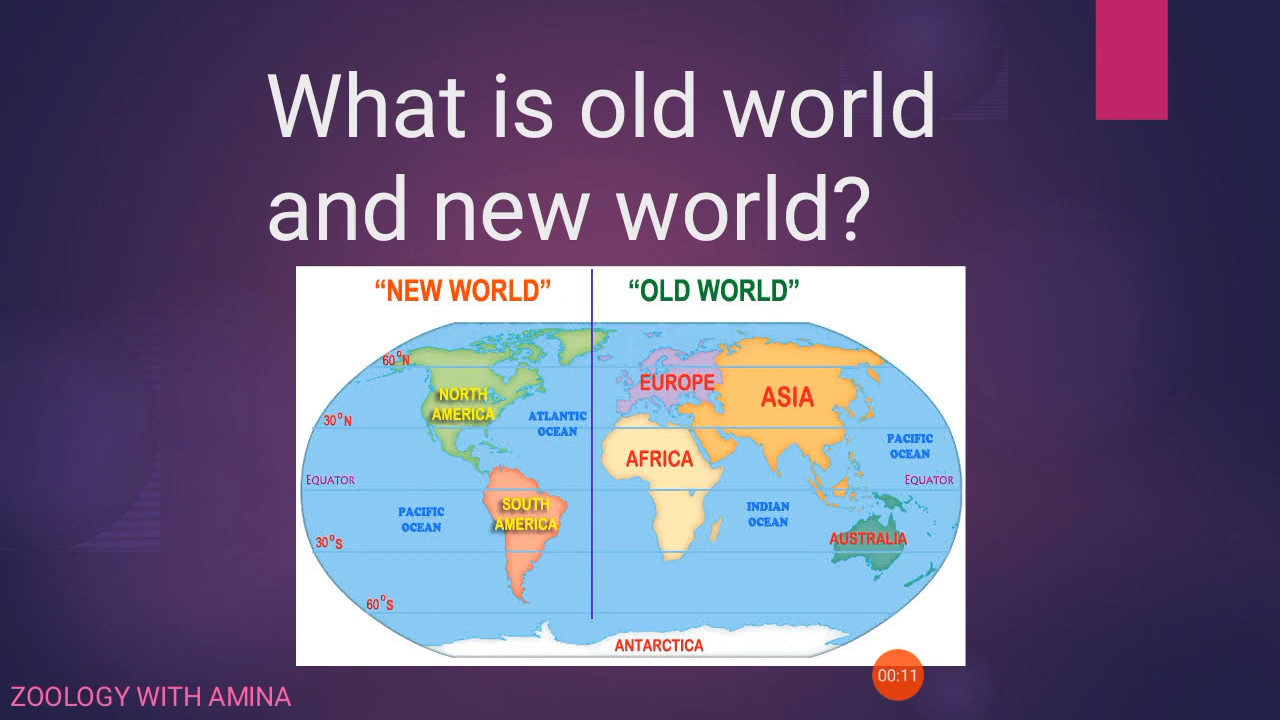 What is old world
and new world?
“NEW WORLD”
“OLD WORLD”
60°N
NORTH
AMERICA
EUROPE
ASIA
30°N
ATLANTIC
OCEAN
PACIFIC
OCEAN
AFRICA
EQUATOR
EQUATOR
SOUTH
AMERICA
PACIFIC
OCEAN
INDIAN
OCEAN
30°S
AUSTRALIA
60°S
ANTARCTICA
00:11
ZOOLOGY WITH AMINA